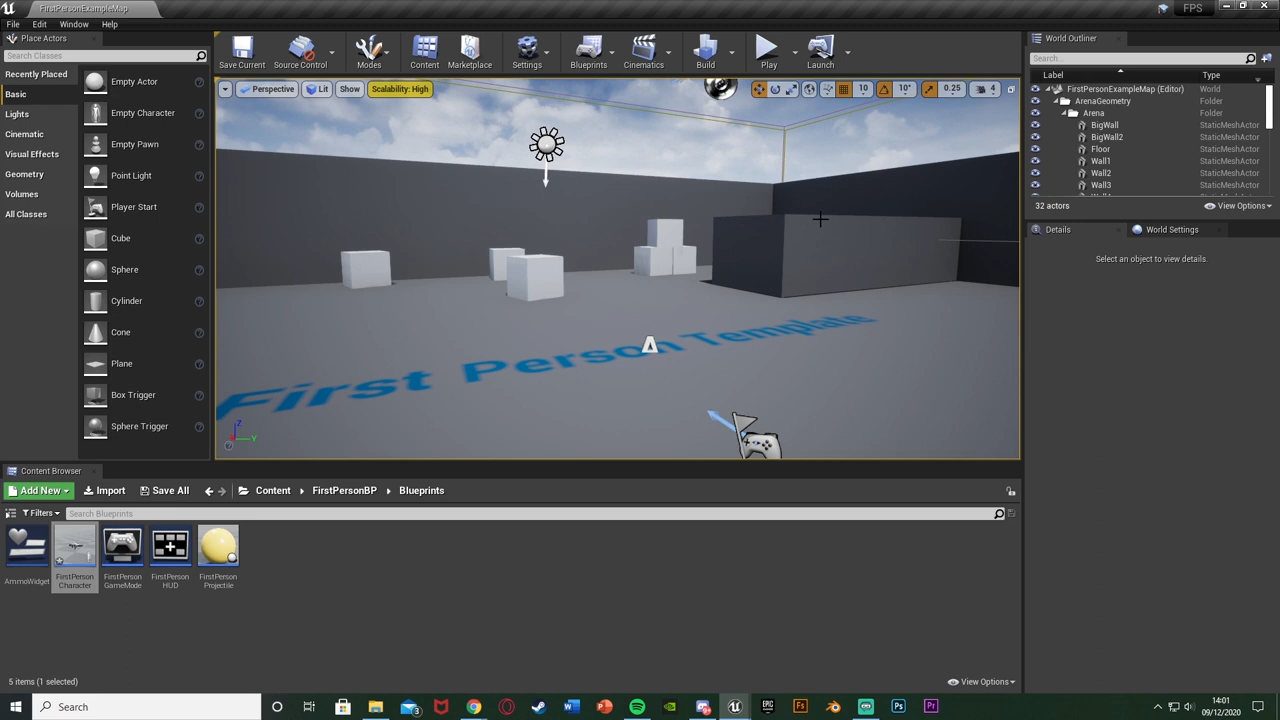 FirstPersonExampleMap
FPS
File Edit Window Help
Place Actors
Search Classes
Recently Placed
Basic
Lights
Cinematic
Visual Effects
Geometry
Volumes
All Classes
Empty Actor
Empty Character
Empty Pawn
Point Light
Player Start
Cube
Sphere
Cylinder
Cone
Plane
Box Trigger
Sphere Trigger
Save Current Source Control Modes Content Marketplace Settings Blueprints Cinematics Build Play Launch
Perspective Lit Show Scalability: High 10 10° 0.25 4
First Person Template
Z
Y
World Outliner
Search...
Label Type
FirstPersonExampleMap (Editor) World
ArenaGeometry Folder
Arena Folder
BigWall StaticMeshActor
BigWall2 StaticMeshActor
Floor StaticMeshActor
Wall1 StaticMeshActor
Wall2 StaticMeshActor
Wall3 StaticMeshActor
32 actors View Options
Details World Settings
Select an object to view details.
Content Browser
Add New Import Save All Content FirstPersonBP Blueprints
Filters Search Blueprints
AmmoWidget
FirstPerson
Character
FirstPerson
GameMode
FirstPerson
HUD
FirstPerson
Projectile
5 items (1 selected) View Options
Search
14:01
09/12/2020